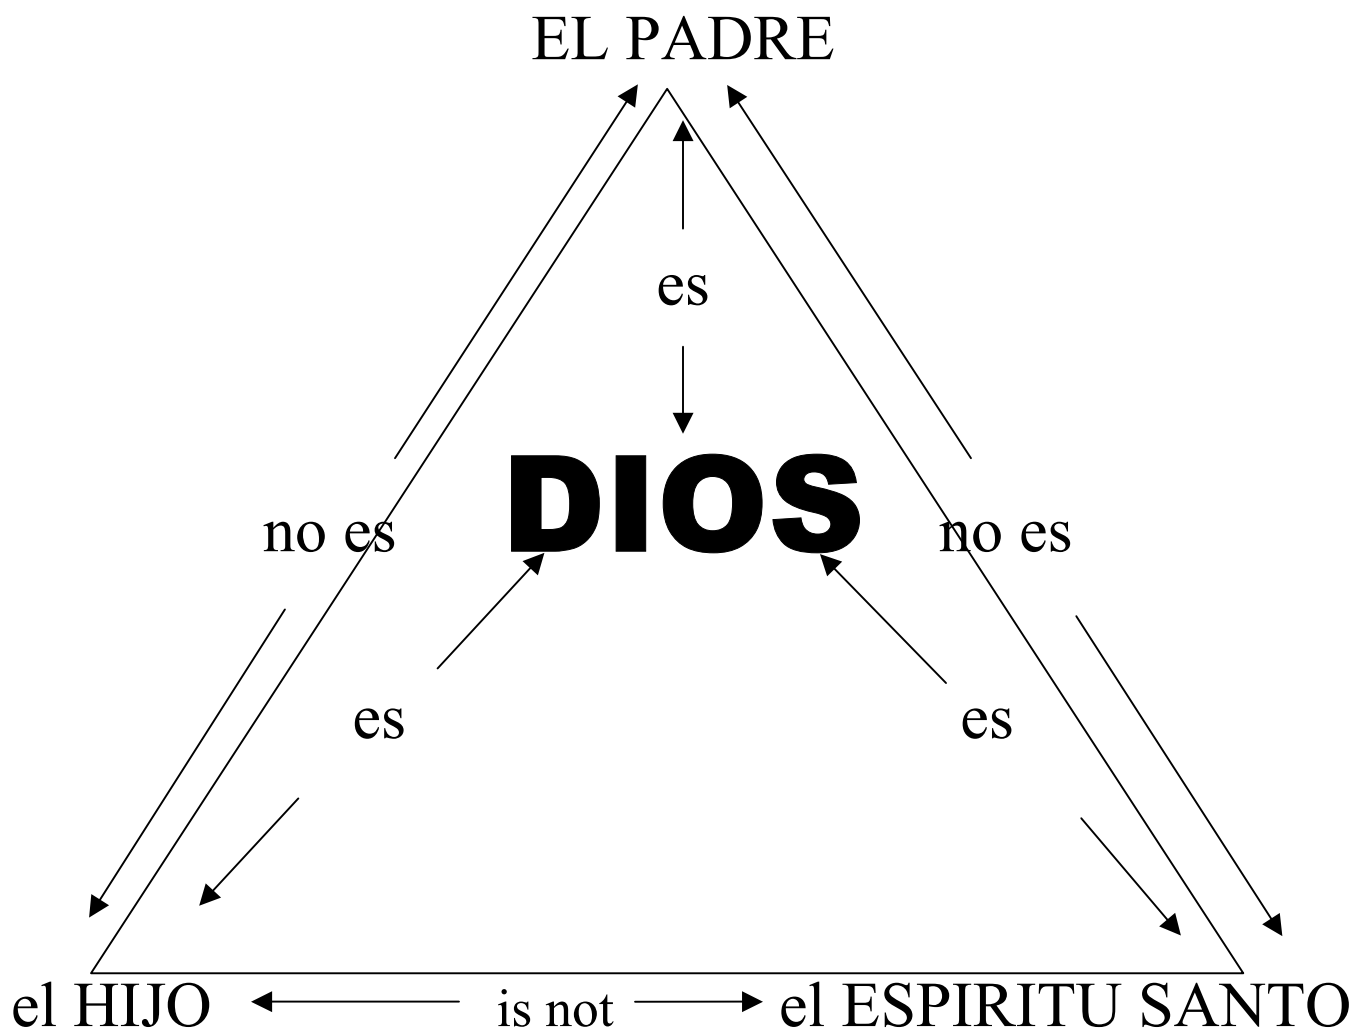 EL PADRE
es
DIOS
no es
no es
es
es
el HIJO is not el ESPIRITU SANTO